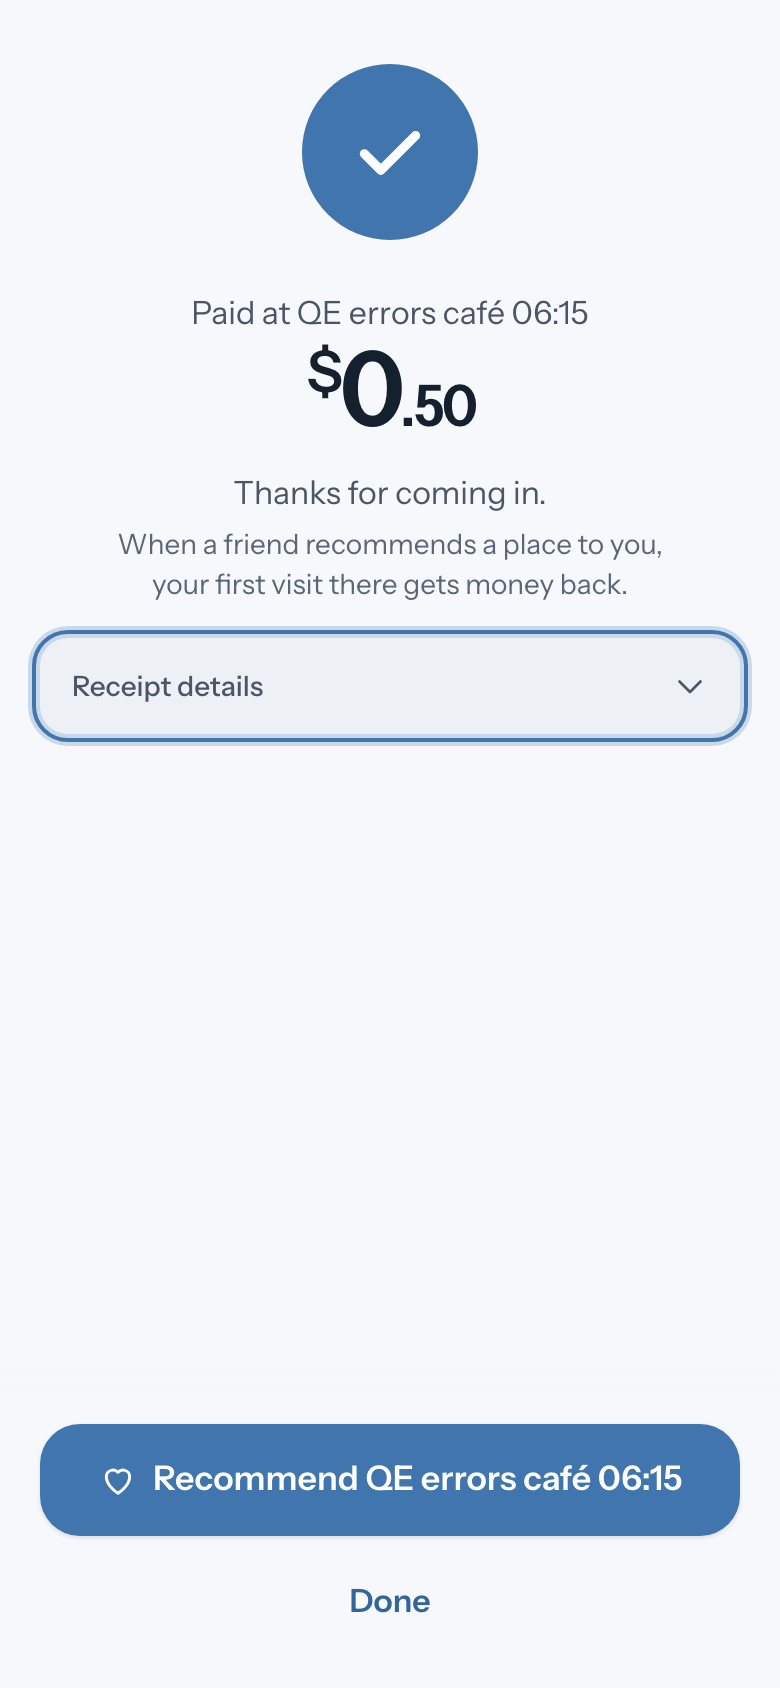 Paid at QE errors café 06:15
$0.50
Thanks for coming in.
When a friend recommends a place to you,
your first visit there gets money back.
Receipt details
Recommend QE errors café 06:15
Done